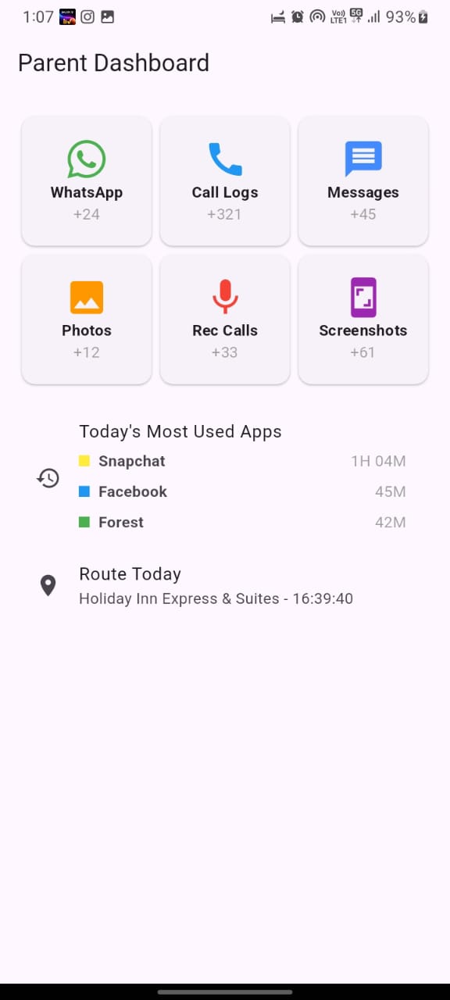 1:07
Vo) 5G
LTE1
93%
Parent Dashboard
WhatsApp Call Logs Messages
+24 +321 +45
Photos Rec Calls Screenshots
+12 +33 +61
Today's Most Used Apps
Snapchat 1H 04M
Facebook 45M
Forest 42M
Route Today
Holiday Inn Express & Suites - 16:39:40